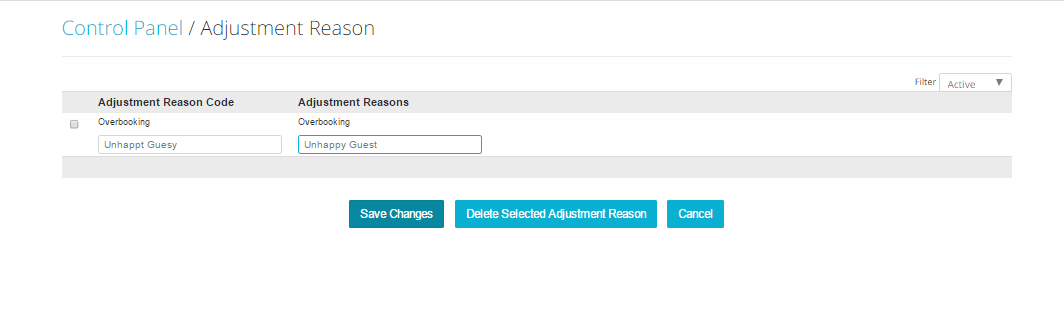 Control Panel / Adjustment Reason
Filter Active
Adjustment Reason Code Adjustment Reasons
Overbooking Overbooking
Unhappt Guesy Unhappy Guest
Save Changes Delete Selected Adjustment Reason Cancel